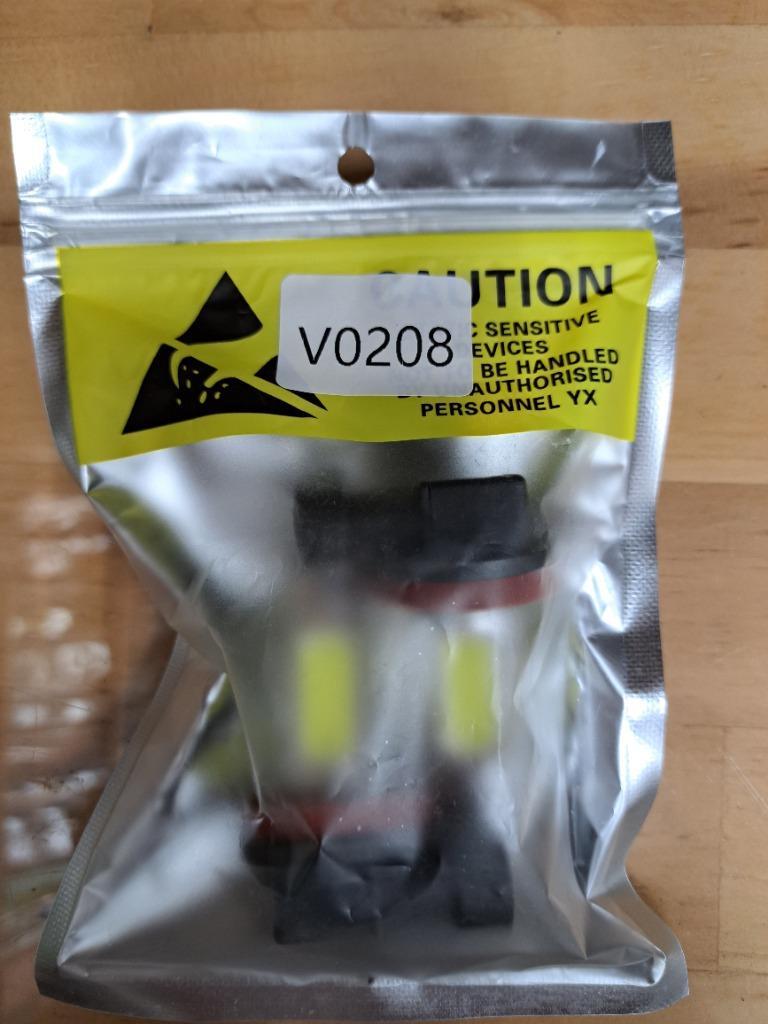 CAUTION
V0208
C SENSITIVE
EVICES
BE HANDLED
AUTHORISED
PERSONNEL YX